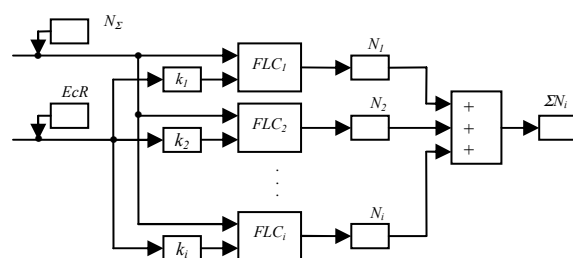 N_Σ
N_1
FLC_1
k_1
ΣN_i
EcR
N_2
FLC_2
k_2
+
+
+
.
.
.
N_i
FLC_i
k_i